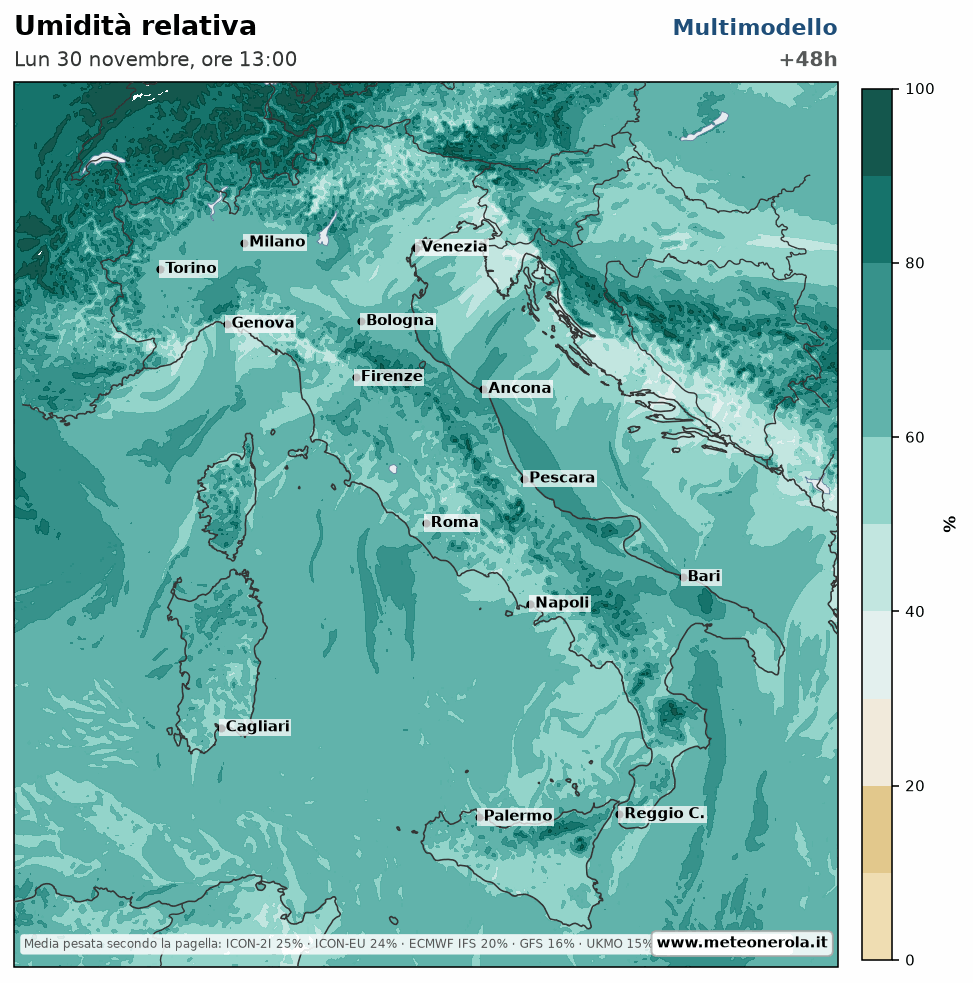 Umidità relativa
Multimodello
Lun 30 novembre, ore 13:00
+48h
100
80
60
40
20
0
%
Milano
Venezia
Torino
Genova
Bologna
Firenze
Ancona
Pescara
Roma
Bari
Napoli
Cagliari
Palermo
Reggio C.
Media pesata secondo la pagella: ICON-2I 25% · ICON-EU 24% · ECMWF IFS 20% · GFS 16% · UKMO 15%
www.meteonerola.it